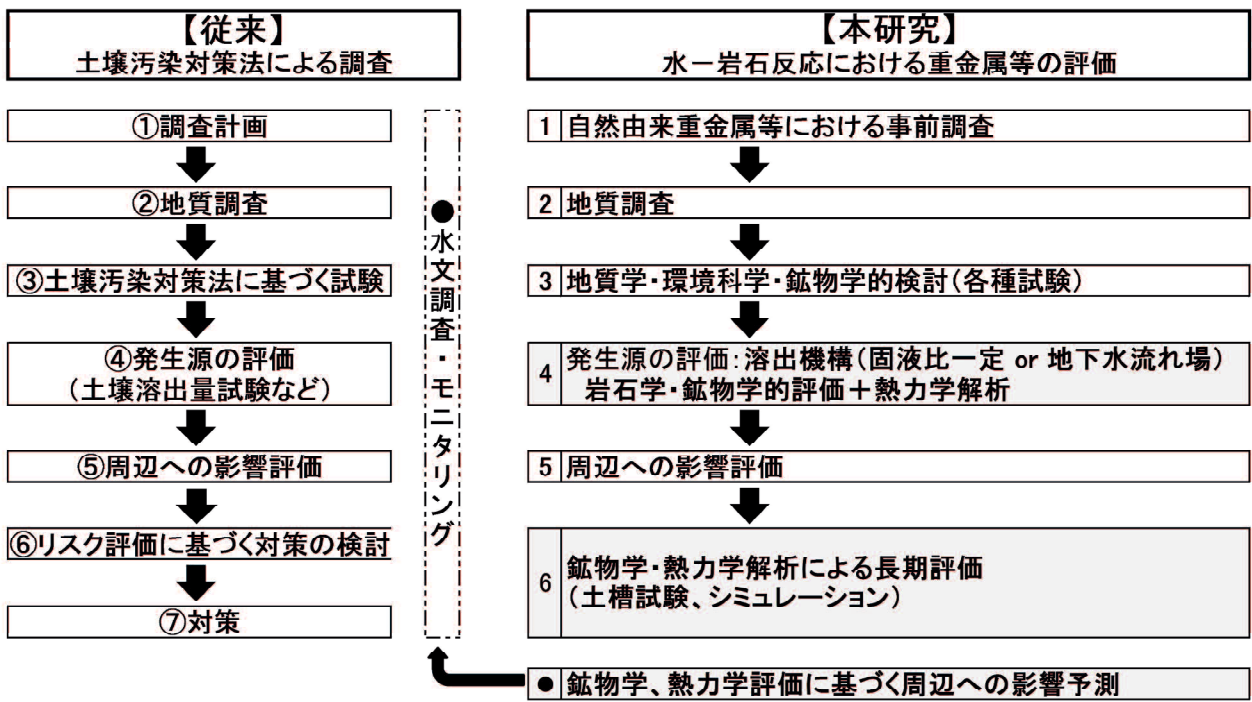 【従来】
土壌汚染対策法による調査
①調査計画
②地質調査
③土壌汚染対策法に基づく試験
④発生源の評価
(土壌溶出量試験など)
⑤周辺への影響評価
⑥リスク評価に基づく対策の検討
⑦対策
●水文調査・モニタリング
【本研究】
水－岩石反応における重金属等の評価
1 自然由来重金属等における事前調査
2 地質調査
3 地質学・環境科学・鉱物学的検討(各種試験)
4 発生源の評価:溶出機構(固液比一定 or 地下水流れ場)
岩石学・鉱物学的評価＋熱力学解析
5 周辺への影響評価
6 鉱物学・熱力学解析による長期評価
(土槽試験、シミュレーション)
● 鉱物学、熱力学評価に基づく周辺への影響予測